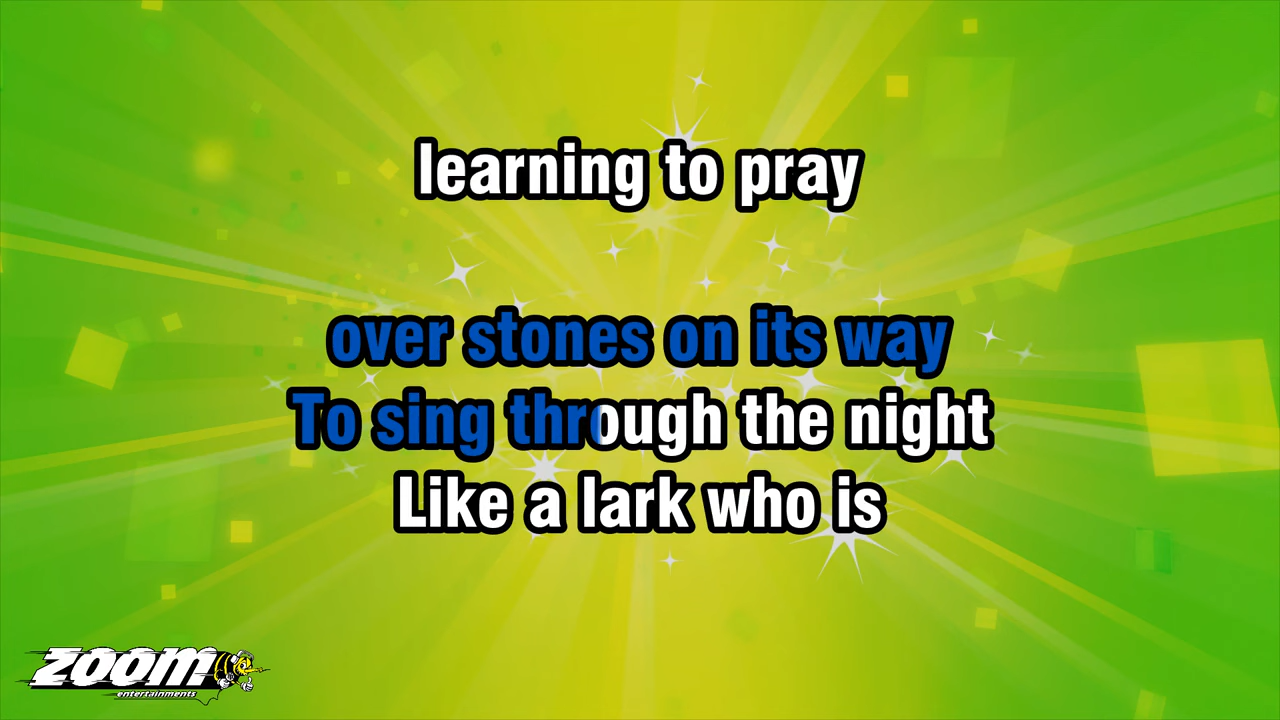 learning to pray
over stones on its way
To sing through the night
Like a lark who is
ZOOM
entertainments